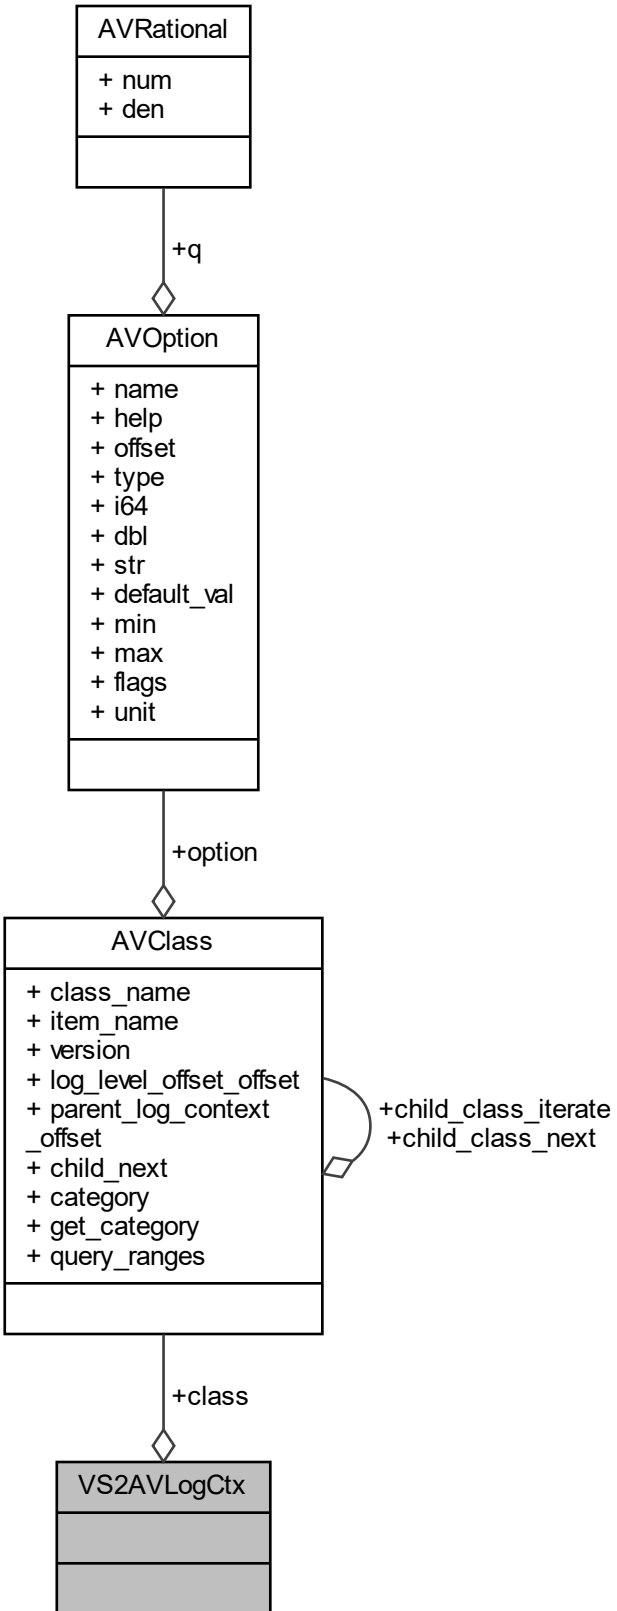 AVRational
+ num
+ den
+q
AVOption
+ name
+ help
+ offset
+ type
+ i64
+ dbl
+ str
+ default_val
+ min
+ max
+ flags
+ unit
+option
AVClass
+ class_name
+ item_name
+ version
+ log_level_offset_offset
+ parent_log_context
_offset
+ child_next
+ category
+ get_category
+ query_ranges
+child_class_iterate
+child_class_next
+class
VS2AVLogCtx